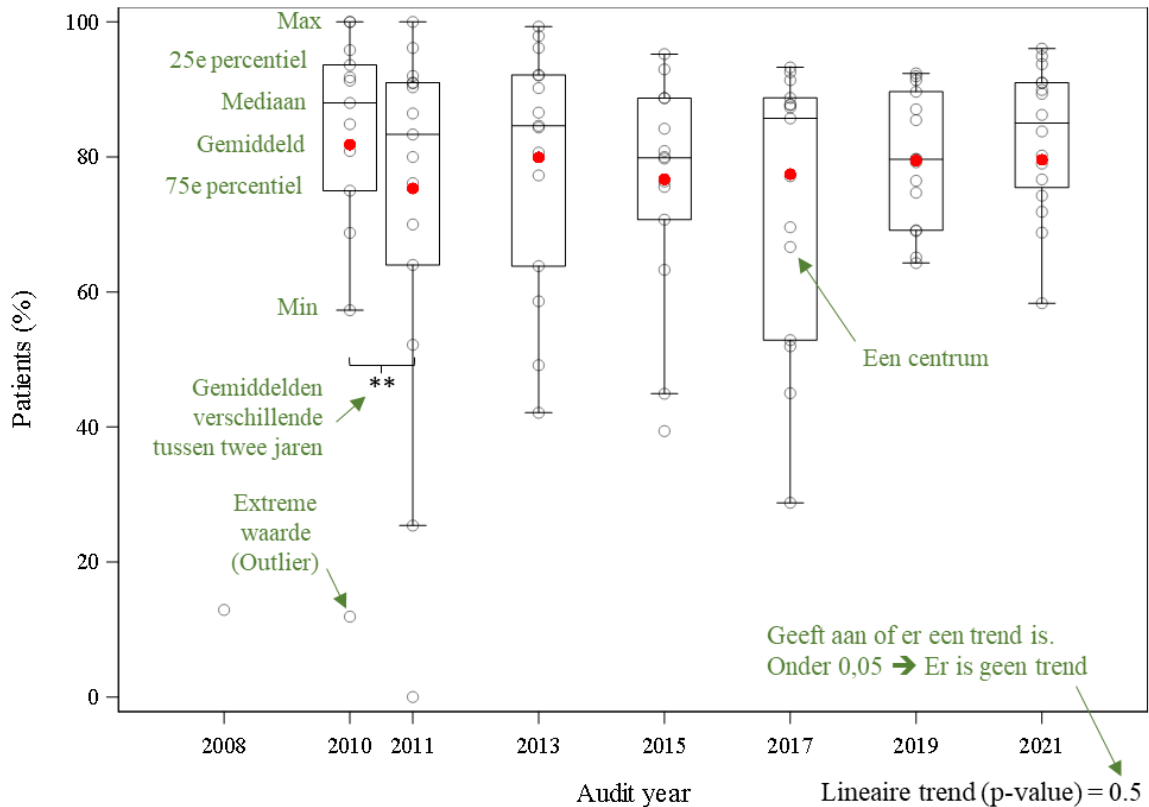 100
80
60
40
20
0
Patients (%)
Max
25e percentiel
Mediaan
Gemiddeld
75e percentiel
Min
**
Gemiddelden
verschillende
tussen twee jaren
Extreme
waarde
(Outlier)
Een centrum
Geeft aan of er een trend is.
Onder 0,05 ➔ Er is geen trend
2008
2010
2011
2013
2015
2017
2019
2021
Audit year
Lineaire trend (p-value) = 0.5